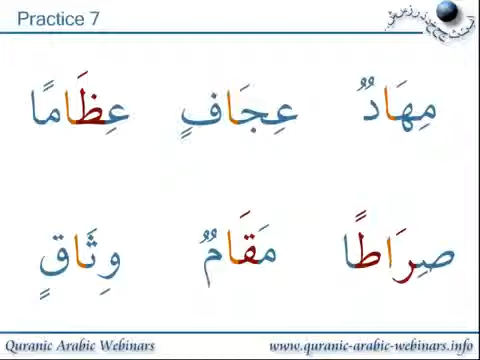 Practice 7
مِهَادٌ عِجَافٍ عِظَامًا
صِرَاطًا مَقَامٌ وِثَاقٍ
Quranic Arabic Webinars www.quranic-arabic-webinars.info